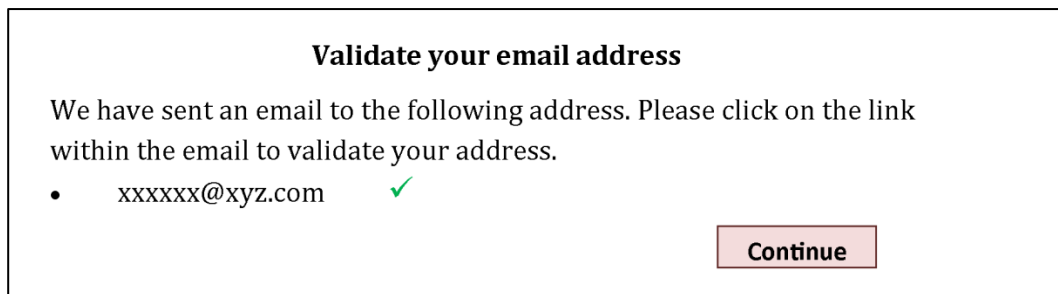 Validate your email address
We have sent an email to the following address. Please click on the link
within the email to validate your address.
• xxxxxx@xyz.com ✓
Continue